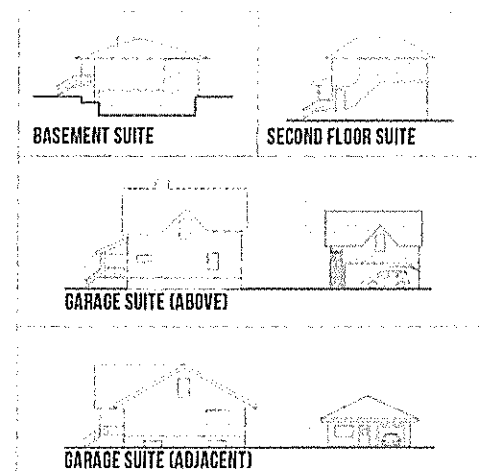 BASEMENT SUITE
SECOND FLOOR SUITE
GARAGE SUITE (ABOVE)
GARAGE SUITE (ADJACENT)